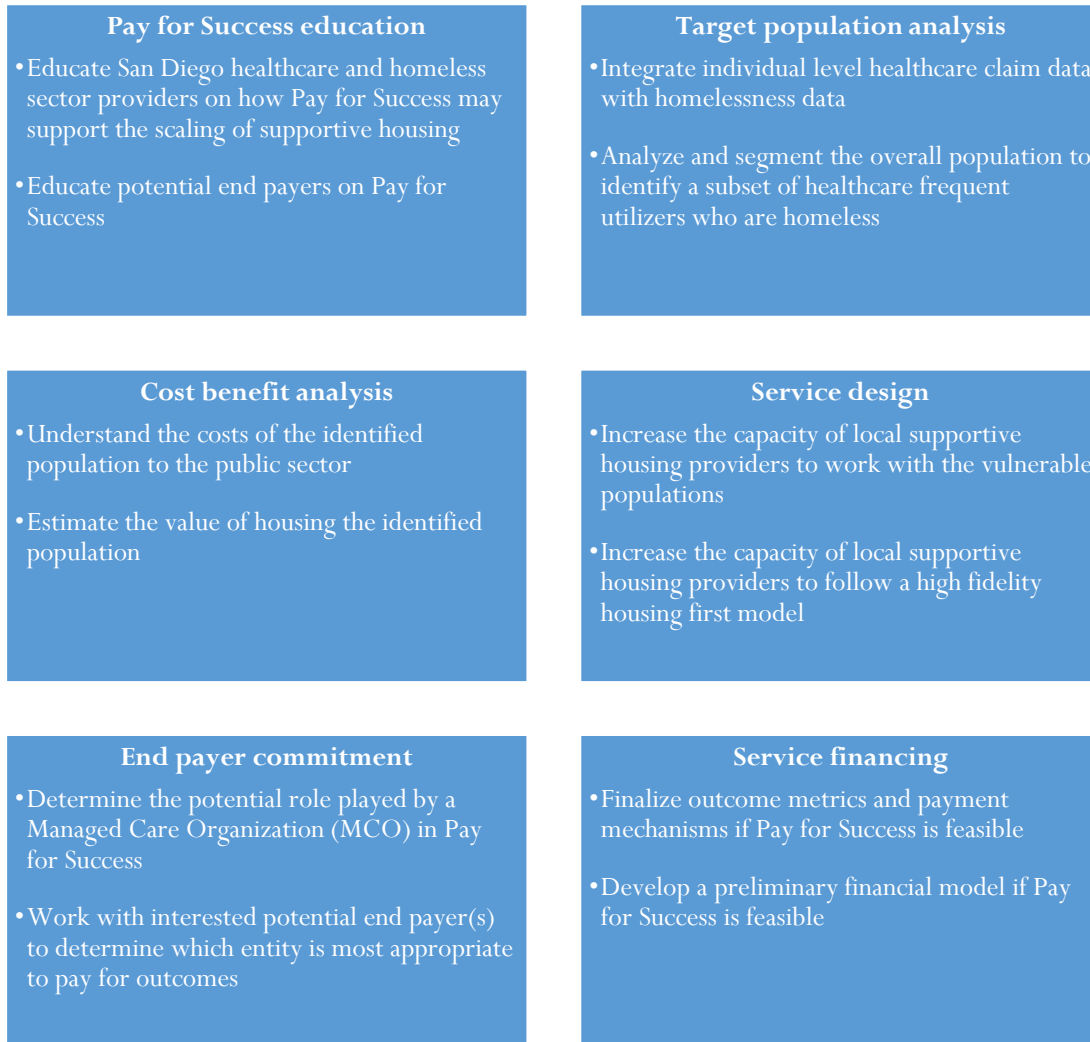 Pay for Success education
•Educate San Diego healthcare and homeless
sector providers on how Pay for Success may
support the scaling of supportive housing
•Educate potential end payers on Pay for
Success
Target population analysis
•Integrate individual level healthcare claim data
with homelessness data
•Analyze and segment the overall population to
identify a subset of healthcare frequent
utilizers who are homeless
Cost benefit analysis
•Understand the costs of the identified
population to the public sector
•Estimate the value of housing the identified
population
Service design
•Increase the capacity of local supportive
housing providers to work with the vulnerable
populations
•Increase the capacity of local supportive
housing providers to follow a high fidelity
housing first model
End payer commitment
•Determine the potential role played by a
Managed Care Organization (MCO) in Pay
for Success
•Work with interested potential end payer(s)
to determine which entity is most appropriate
to pay for outcomes
Service financing
•Finalize outcome metrics and payment
mechanisms if Pay for Success is feasible
•Develop a preliminary financial model if Pay
for Success is feasible